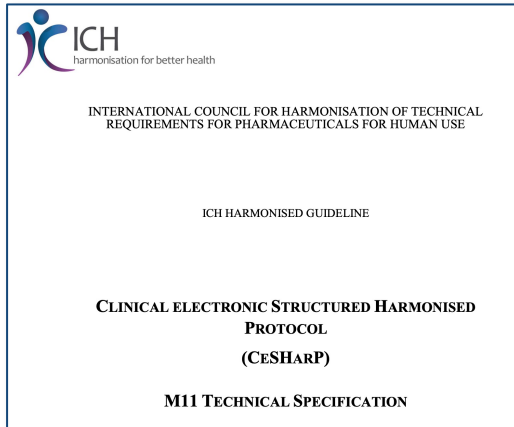 ICH
harmonisation for better health
INTERNATIONAL COUNCIL FOR HARMONISATION OF TECHNICAL
REQUIREMENTS FOR PHARMACEUTICALS FOR HUMAN USE
ICH HARMONISED GUIDELINE
CLINICAL ELECTRONIC STRUCTURED HARMONISED
PROTOCOL
(CESHARP)
M11 TECHNICAL SPECIFICATION